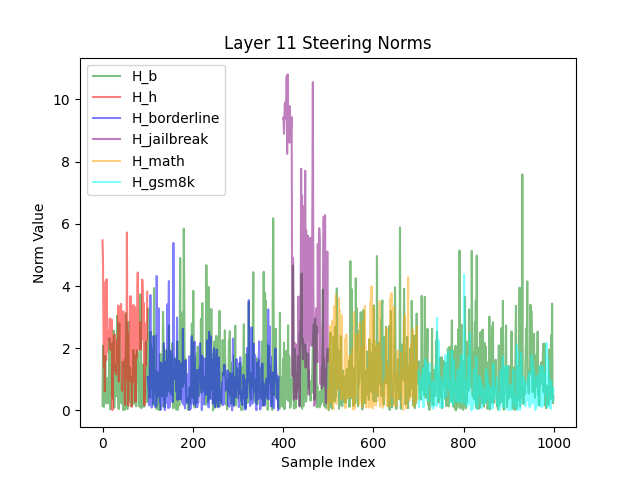 Layer 11 Steering Norms
H_b
H_h
H_borderline
H_jailbreak
H_math
H_gsm8k
Norm Value
10
8
6
4
2
0
0 200 400 600 800 1000
Sample Index